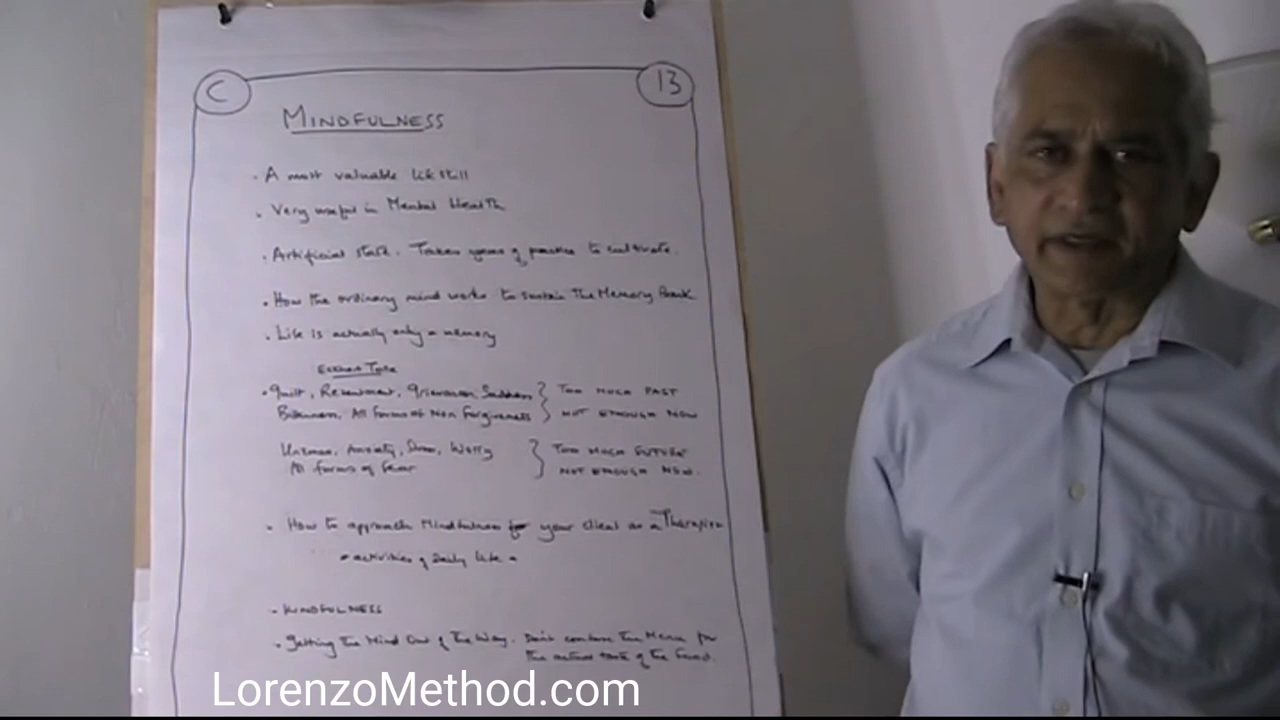 C
13
MINDFULNESS
• A most valuable life skill
• Very useful in Mental Health
• Artificial state. Takes years of practice to cultivate.
• How the ordinary mind works to sustain The Memory Bank
• Life is actually only a memory
Eckhart Tolle
• Guilt, Resentment, Grievances, Sadness } TOO MUCH PAST
Bitterness, All forms of Non Forgiveness } NOT ENOUGH NOW
Unease, Anxiety, Stress, Worry } TOO MUCH FUTURE
All forms of fear } NOT ENOUGH NOW.
• How to approach Mindfulness for your client as a Therapist
activities of Daily Life
• KINDFULNESS
• Getting the Mind Out of the Way. Don't confuse the Menu for
the actual taste of the food.
LorenzoMethod.com